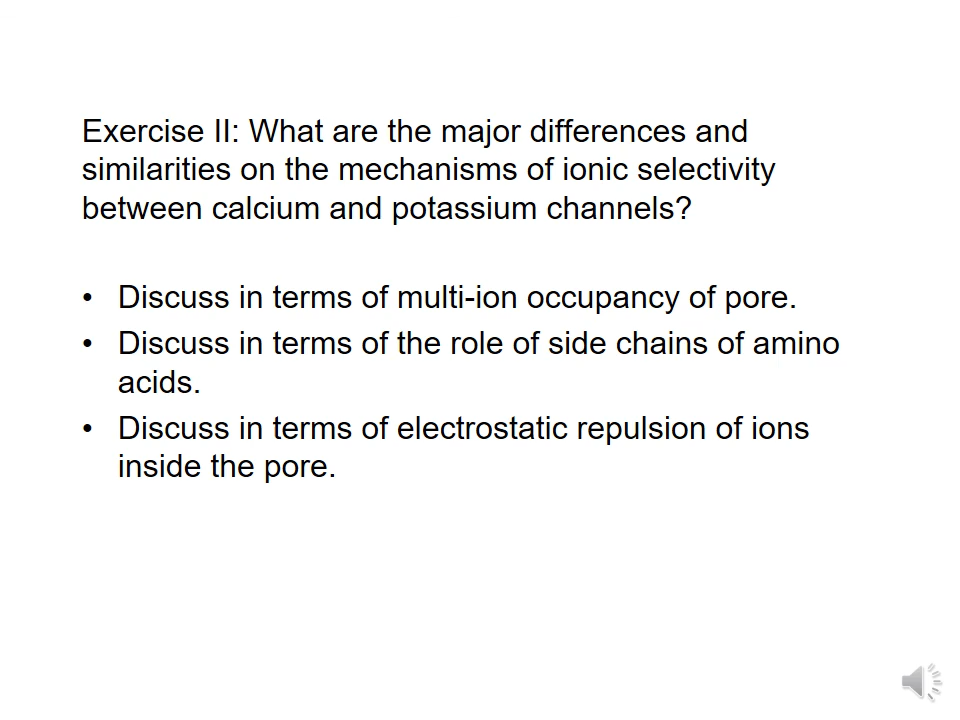 Exercise II: What are the major differences and
similarities on the mechanisms of ionic selectivity
between calcium and potassium channels?
• Discuss in terms of multi-ion occupancy of pore.
• Discuss in terms of the role of side chains of amino
acids.
• Discuss in terms of electrostatic repulsion of ions
inside the pore.